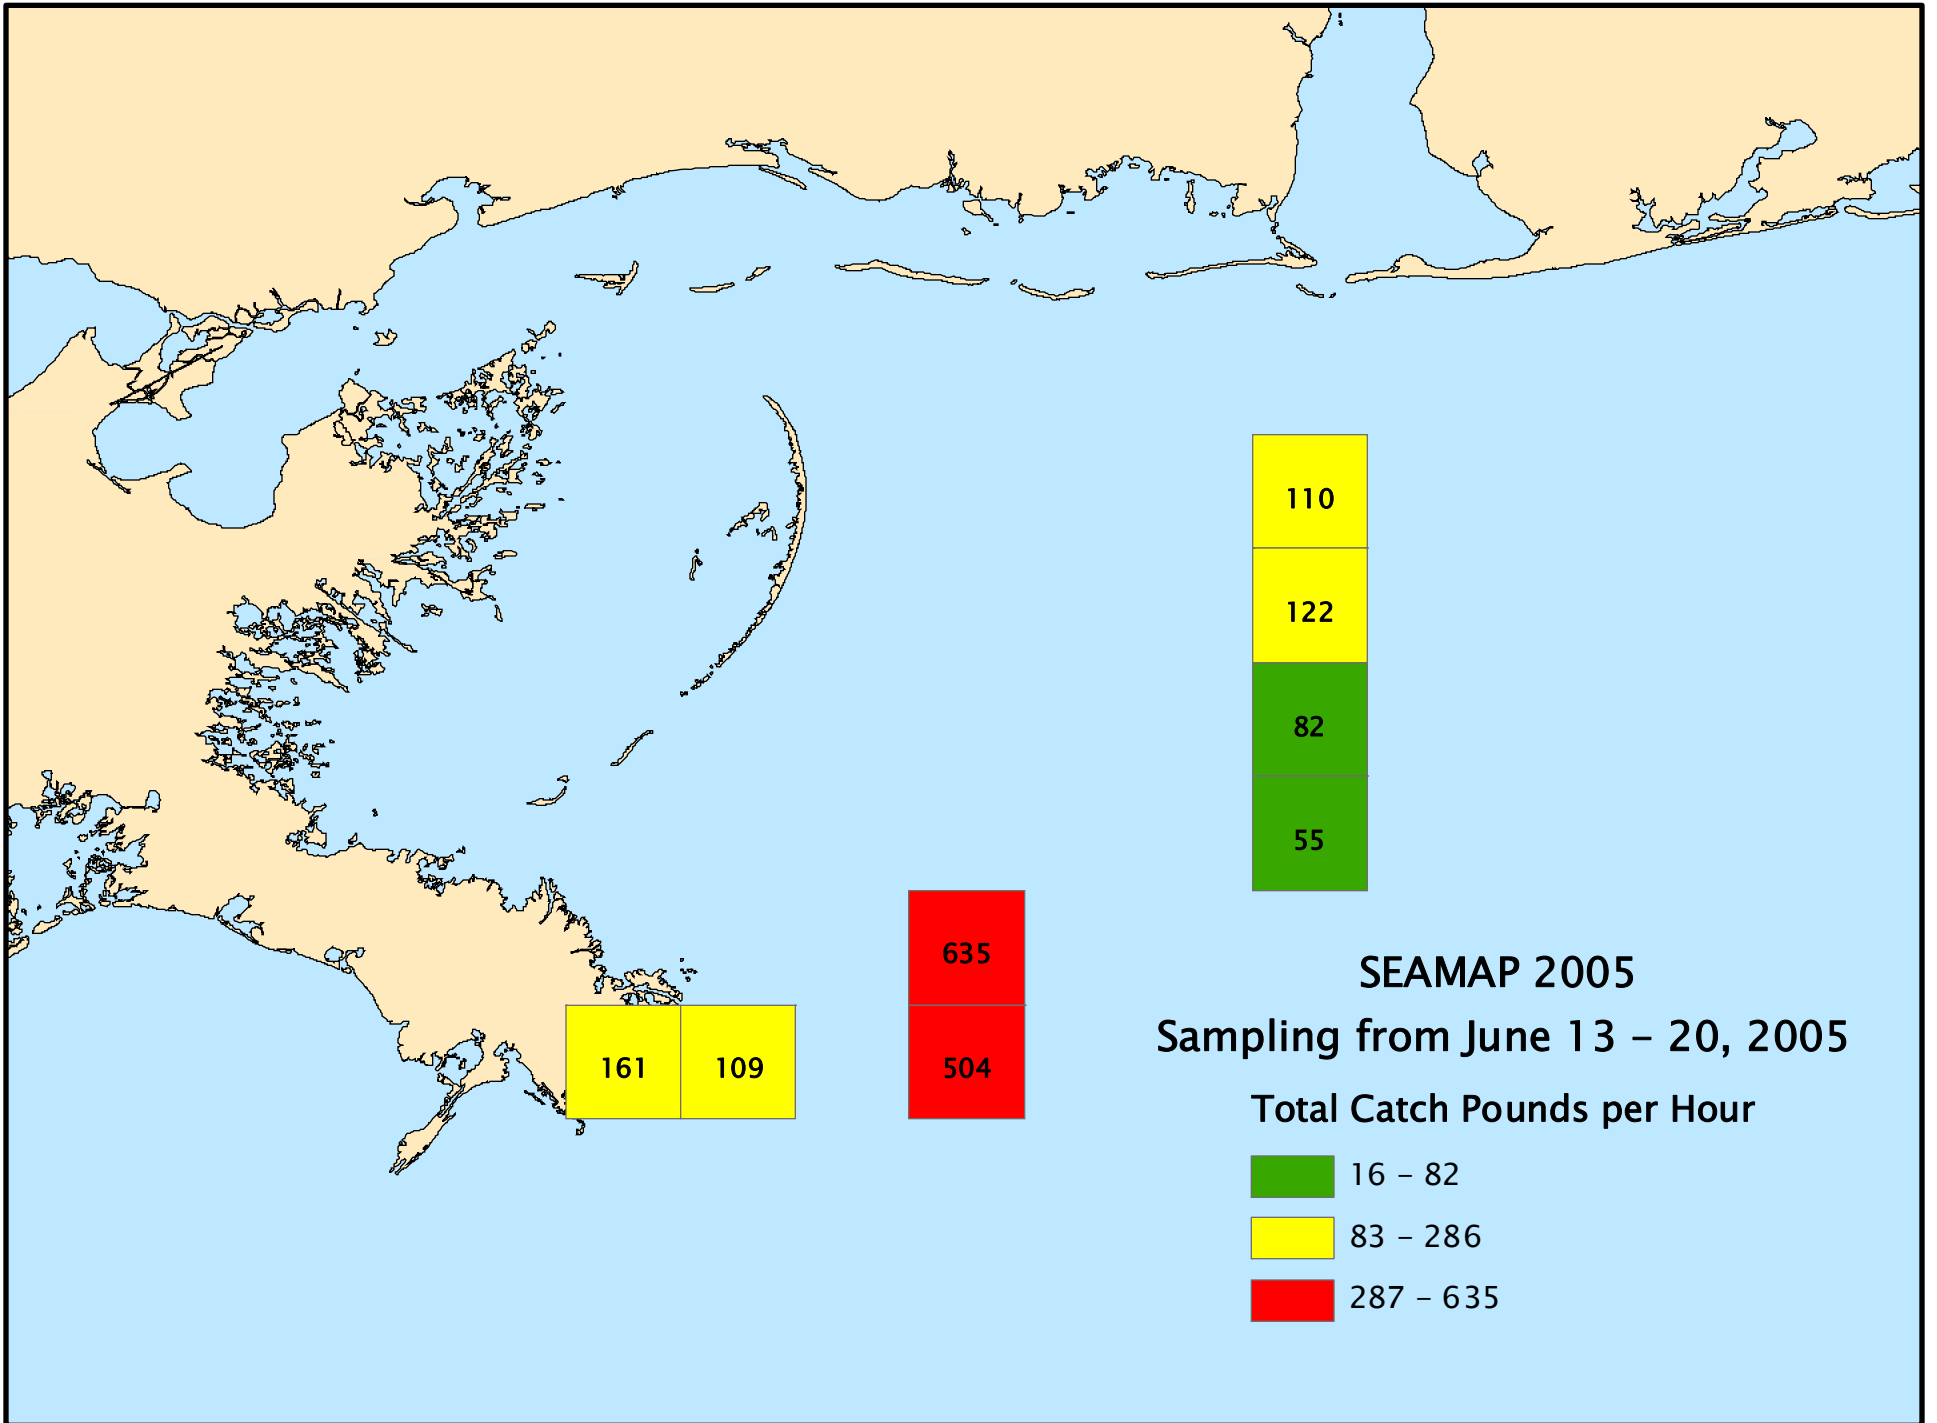 110
122
82
55
635
504
161 109
SEAMAP 2005
Sampling from June 13 - 20, 2005
Total Catch Pounds per Hour
16 - 82
83 - 286
287 - 635